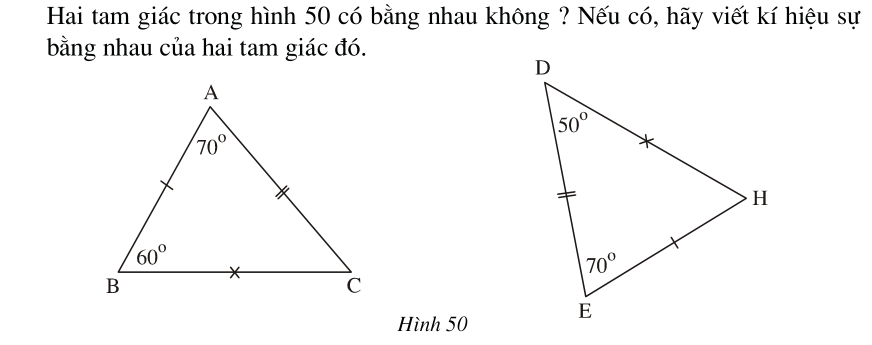 Hai tam giác trong hình 50 có bằng nhau không ? Nếu có, hãy viết kí hiệu sự
bằng nhau của hai tam giác đó.
A
70°
60°
B
C
D
50°
H
70°
E
Hình 50